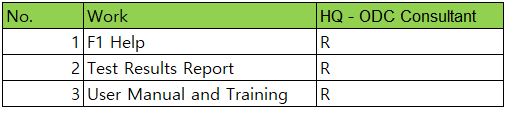 No. Work HQ - ODC Consultant
1 F1 Help R
2 Test Results Report R
3 User Manual and Training R